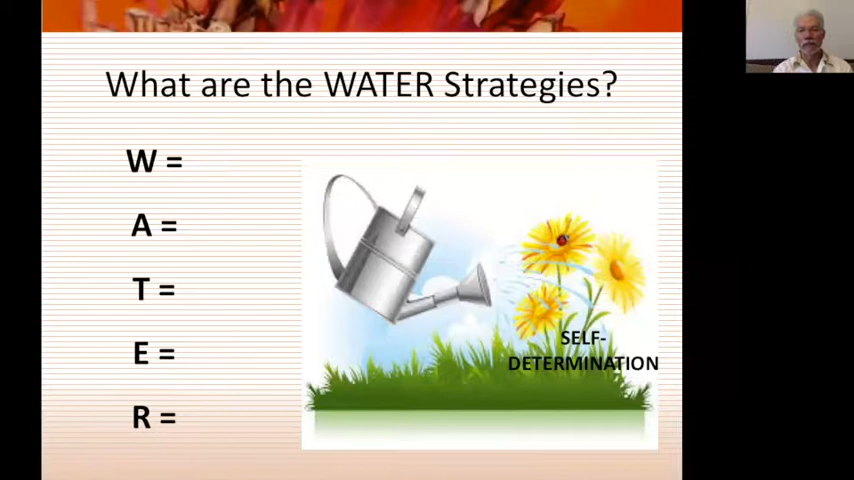 What are the WATER Strategies?
W =
A =
T =
E =
R =
SELF-
DETERMINATION